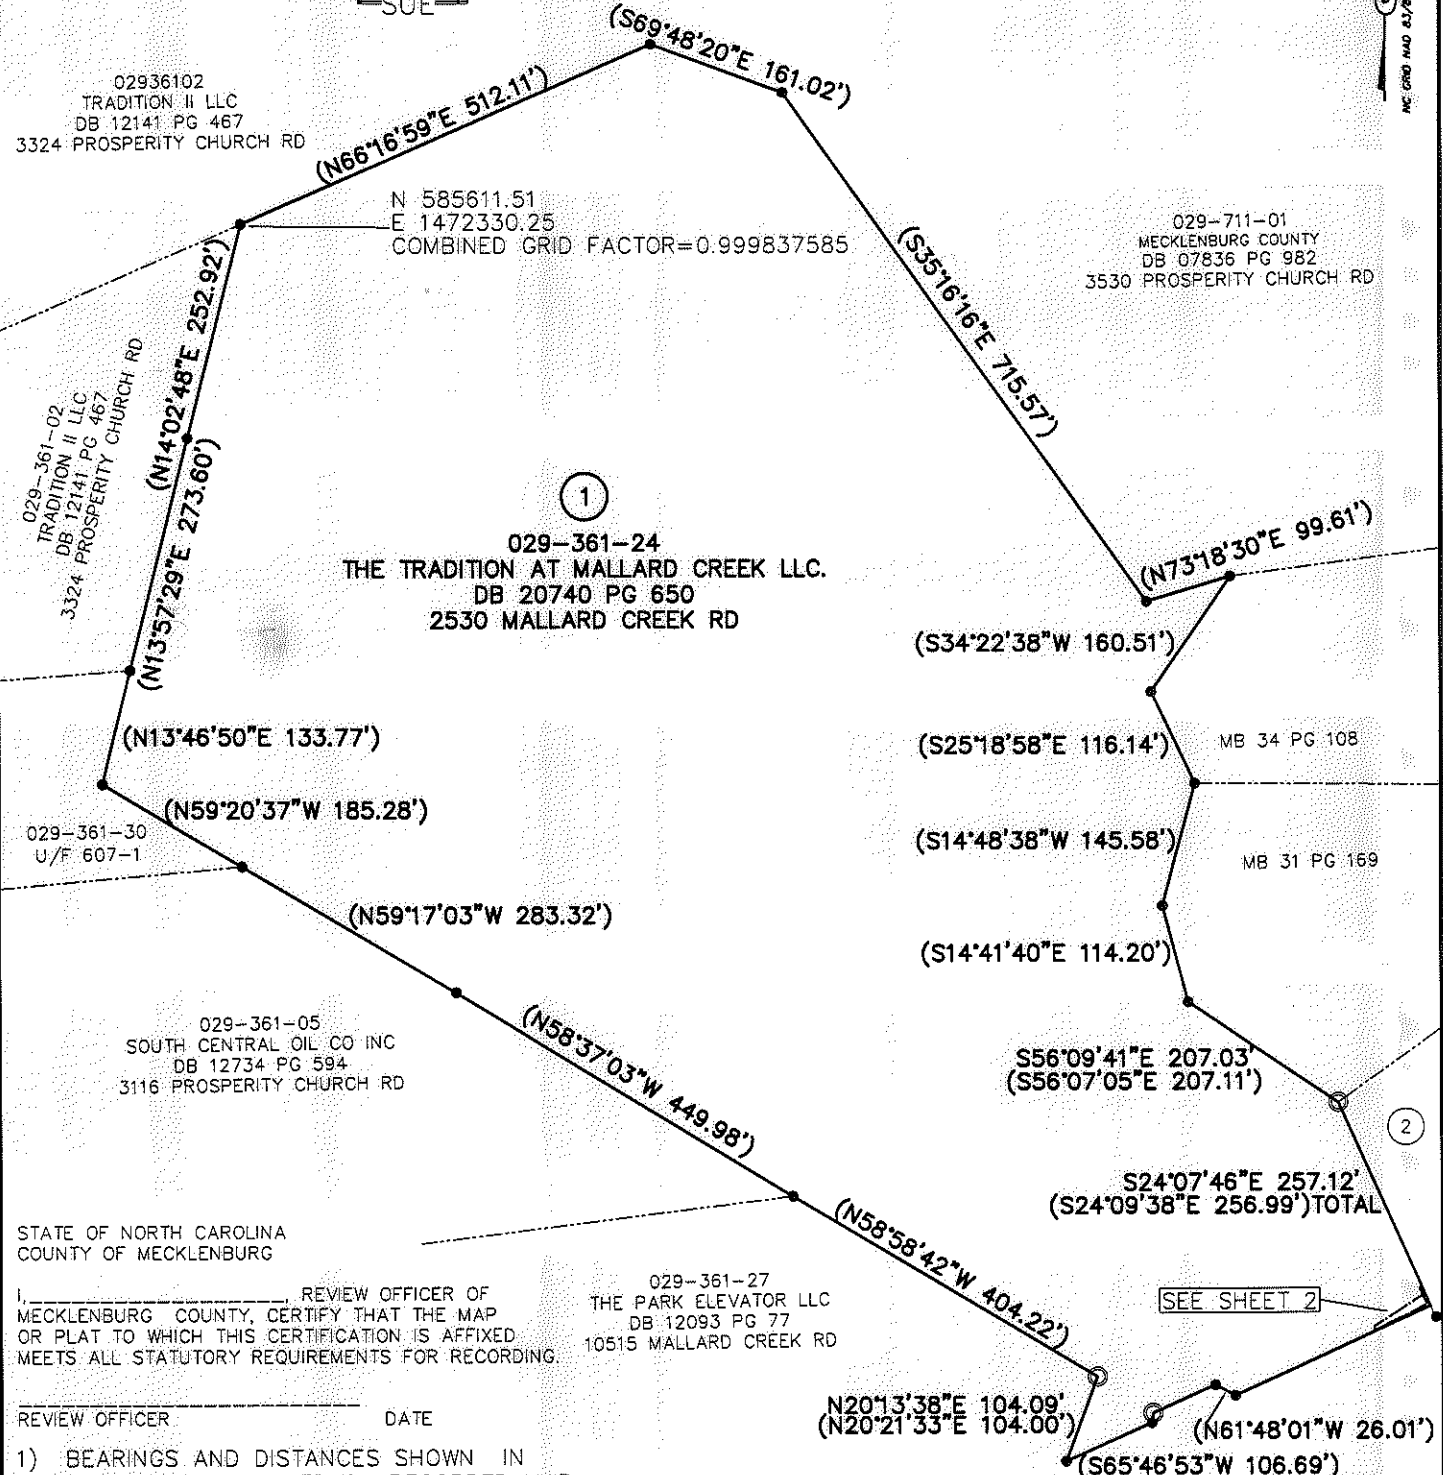 SUE
(S69°48'20"E 161.02')
NC GRID NAD 83/
02936102
TRADITION II LLC
DB 12141 PG 467
3324 PROSPERITY CHURCH RD
(N66°16'59"E 512.11')
N 585611.51
E 1472330.25
COMBINED GRID FACTOR=0.999837585
029-711-01
MECKLENBURG COUNTY
DB 07836 PG 982
3530 PROSPERITY CHURCH RD
(S35°16'16"E 715.57')
(N14°02'48"E 252.92')
029-361-02
TRADITION II LLC
DB 12141 PG 467
3324 PROSPERITY CHURCH RD
(N13°57'29"E 273.60')
1
029-361-24
THE TRADITION AT MALLARD CREEK LLC.
DB 20740 PG 650
2530 MALLARD CREEK RD
(N73°18'30"E 99.61')
(S34°22'38"W 160.51')
(N13°46'50"E 133.77')
(S25°18'58"E 116.14')
MB 34 PG 108
(N59°20'37"W 185.28')
029-361-30
U/F 607-1
(S14°48'38"W 145.58')
MB 31 PG 169
(N59°17'03"W 283.32')
(S14°41'40"E 114.20')
029-361-05
SOUTH CENTRAL OIL CO INC
DB 12734 PG 594
3116 PROSPERITY CHURCH RD
(N58°37'03"W 449.98')
S56°09'41"E 207.03'
(S56°07'05"E 207.11')
2
S24°07'46"E 257.12'
(S24°09'38"E 256.99')TOTAL
(N58°58'42"W 404.22')
STATE OF NORTH CAROLINA
COUNTY OF MECKLENBURG
029-361-27
THE PARK ELEVATOR LLC
DB 12093 PG 77
10515 MALLARD CREEK RD
SEE SHEET 2
I,____________________, REVIEW OFFICER OF
MECKLENBURG COUNTY, CERTIFY THAT THE MAP
OR PLAT TO WHICH THIS CERTIFICATION IS AFFIXED
MEETS ALL STATUTORY REQUIREMENTS FOR RECORDING.
REVIEW OFFICER DATE
N20°13'38"E 104.09'
(N20°21'33"E 104.00')
(N61°48'01"W 26.01')
(S65°46'53"W 106.69')
1) BEARINGS AND DISTANCES SHOWN IN